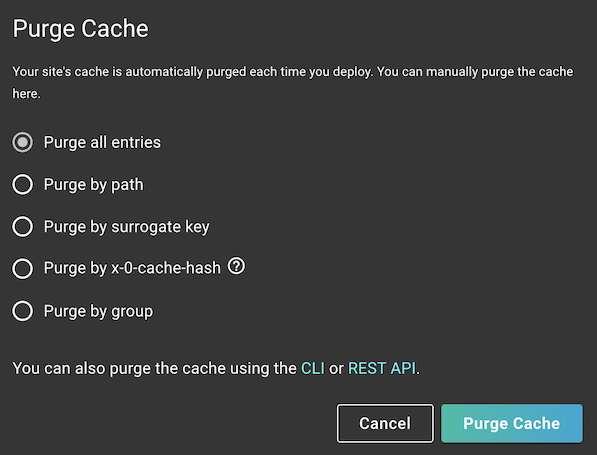 Purge Cache
Your site's cache is automatically purged each time you deploy. You can manually purge the cache
here.
Purge all entries
Purge by path
Purge by surrogate key
Purge by x-0-cache-hash ?
Purge by group
You can also purge the cache using the CLI or REST API.
Cancel Purge Cache